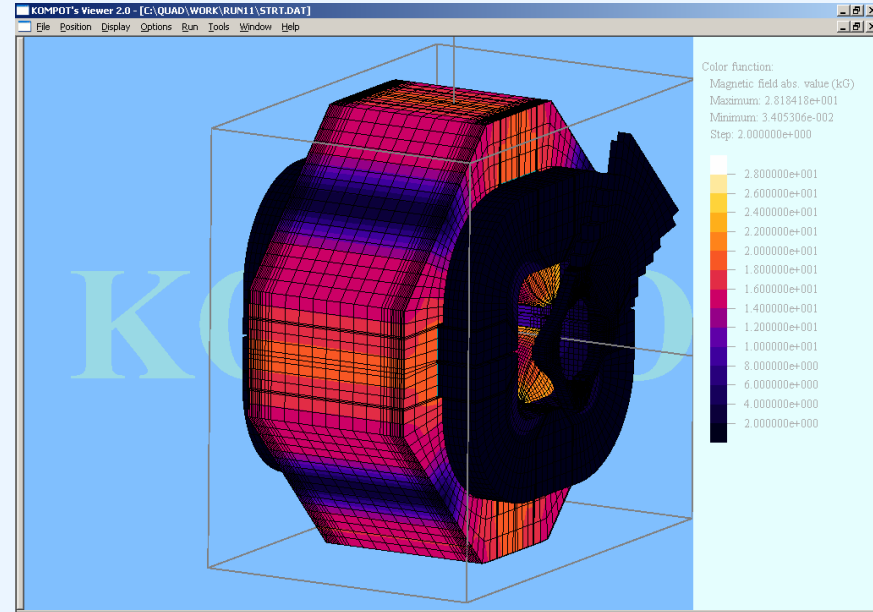 KOMPOT's Viewer 2.0 - [C:\QUAD\WORK\RUN11\STRT.DAT]
File Position Display Options Run Tools Window Help
Color function:
Magnetic field abs. value (kG)
Maximum: 2.818418e+001
Minimum: 3.405306e-002
Step: 2.000000e+000
2.800000e+001
2.600000e+001
2.400000e+001
2.200000e+001
2.000000e+001
1.800000e+001
1.600000e+001
1.400000e+001
1.200000e+001
1.000000e+001
8.000000e+000
6.000000e+000
4.000000e+000
2.000000e+000